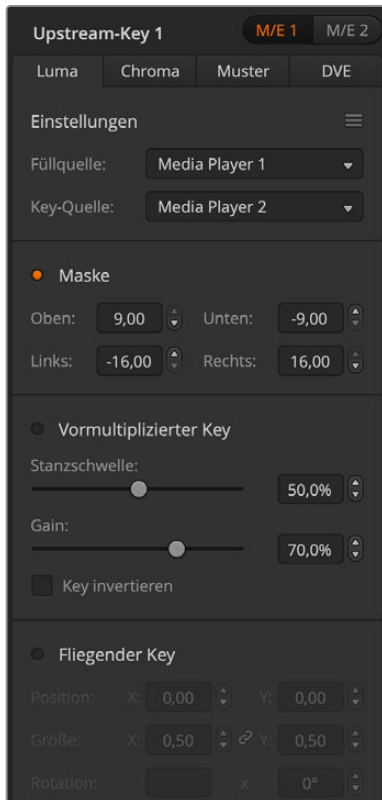 Upstream-Key 1 M/E 1 M/E 2
Luma Chroma Muster DVE
Einstellungen
Füllquelle: Media Player 1
Key-Quelle: Media Player 2
Maske
Oben: 9,00 Unten: -9,00
Links: -16,00 Rechts: 16,00
Vormultiplizierter Key
Stanzschwelle:
50,0%
Gain:
70,0%
Key invertieren
Fliegender Key
Position: X: 0,00 Y: 0,00
Größe: X: 0,50 Y: 0,50
Rotation: x 0°